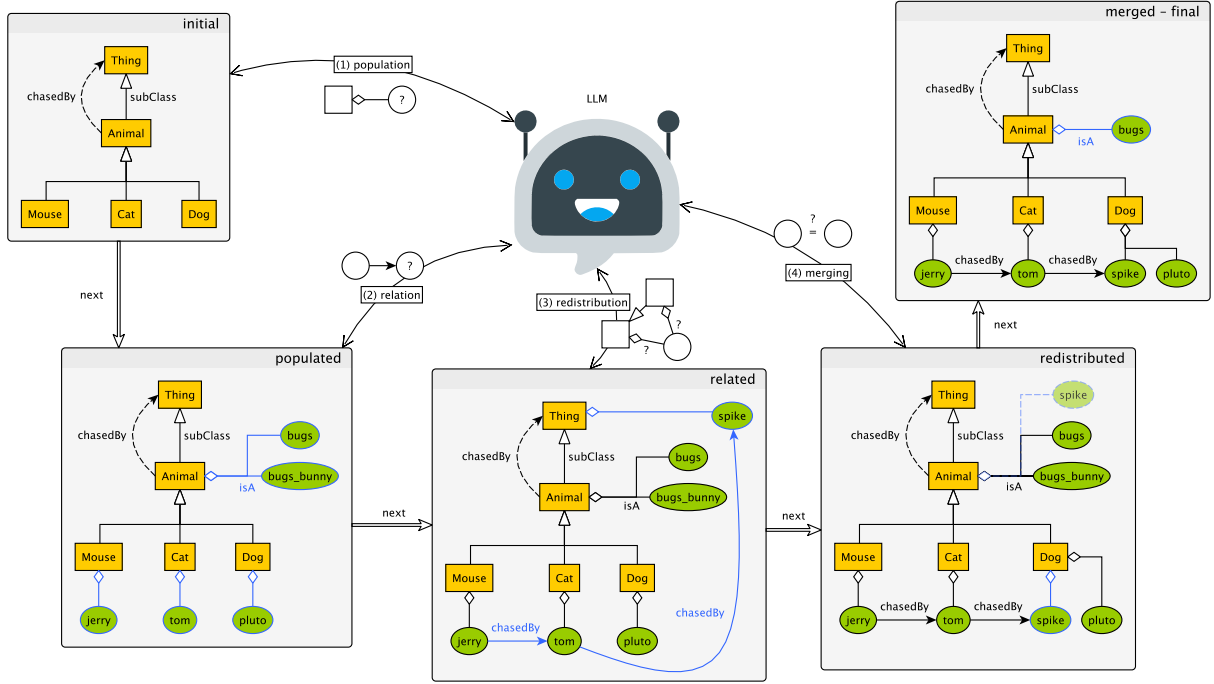 initial
Thing
chasedBy
subClass
Animal
Mouse
Cat
Dog
(1) population
?
LLM
next
?
(2) relation
(3) redistribution
?
?
?
=
(4) merging
populated
Thing
chasedBy
subClass
bugs
Animal
bugs_bunny
isA
Mouse
Cat
Dog
jerry
tom
pluto
next
related
Thing
spike
chasedBy
subClass
bugs
Animal
bugs_bunny
isA
Mouse
Cat
Dog
chasedBy
chasedBy
jerry
tom
pluto
next
redistributed
Thing
spike
chasedBy
subClass
bugs
Animal
bugs_bunny
isA
Mouse
Cat
Dog
chasedBy
chasedBy
jerry
tom
spike
pluto
next
merged – final
Thing
chasedBy
subClass
Animal
bugs
isA
Mouse
Cat
Dog
chasedBy
chasedBy
jerry
tom
spike
pluto